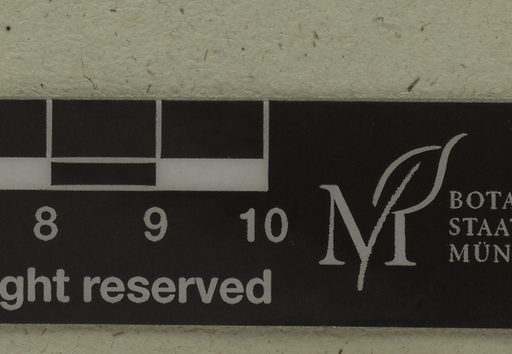 8 9 10
ght reserved
M
BOTA
STAAT
MÜN